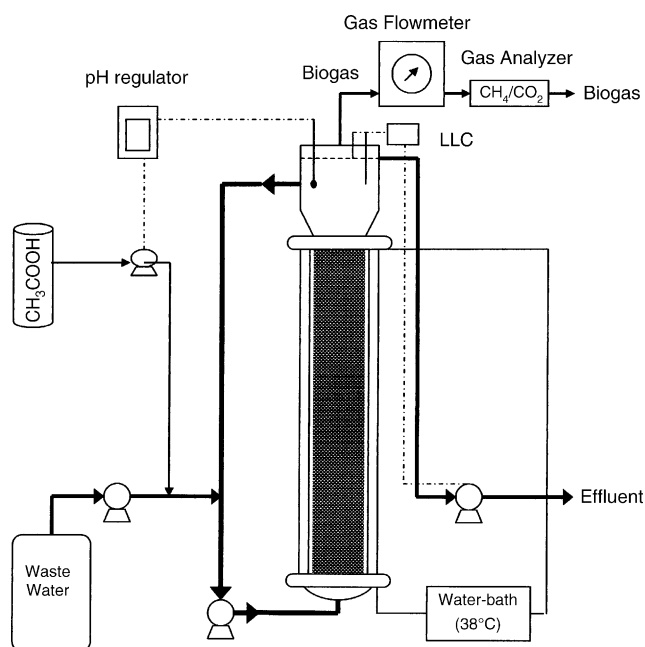 Gas Flowmeter
Gas Analyzer
pH regulator
Biogas
CH₄/CO₂
Biogas
LLC
CH₃COOH
Effluent
Waste
Water
Water-bath
(38°C)